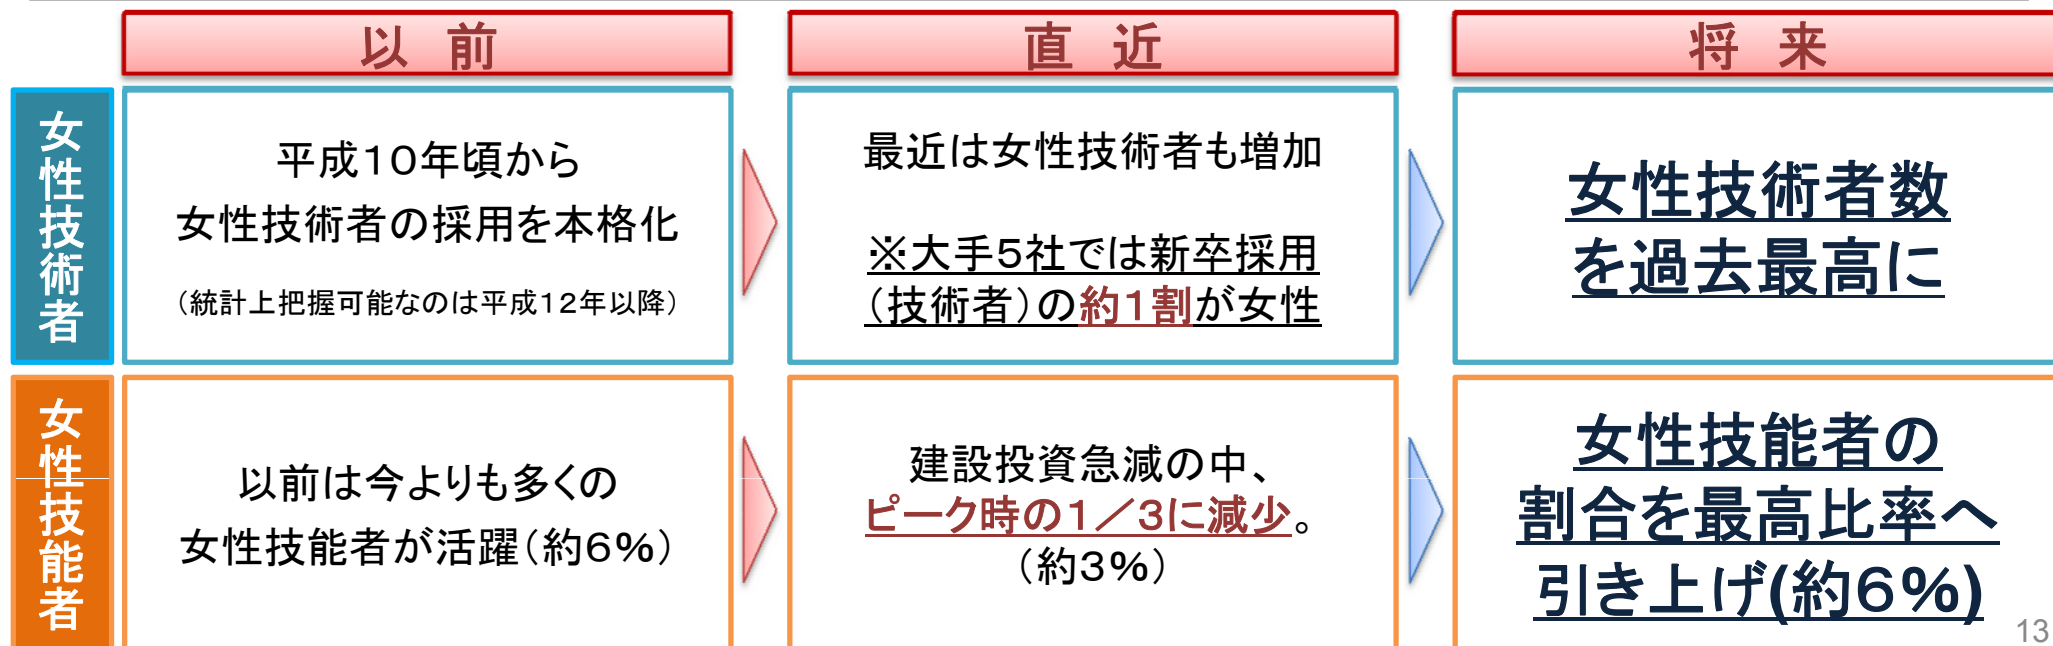 以 前
直 近
将 来
女性技術者
平成10年頃から
女性技術者の採用を本格化
(統計上把握可能なのは平成12年以降)
最近は女性技術者も増加
※大手5社では新卒採用
(技術者)の約1割が女性
女性技術者数
を過去最高に
女性技能者
以前は今よりも多くの
女性技能者が活躍(約6%)
建設投資急減の中、
ピーク時の1/3に減少。
(約3%)
女性技能者の
割合を最高比率へ
引き上げ(約6%)
13